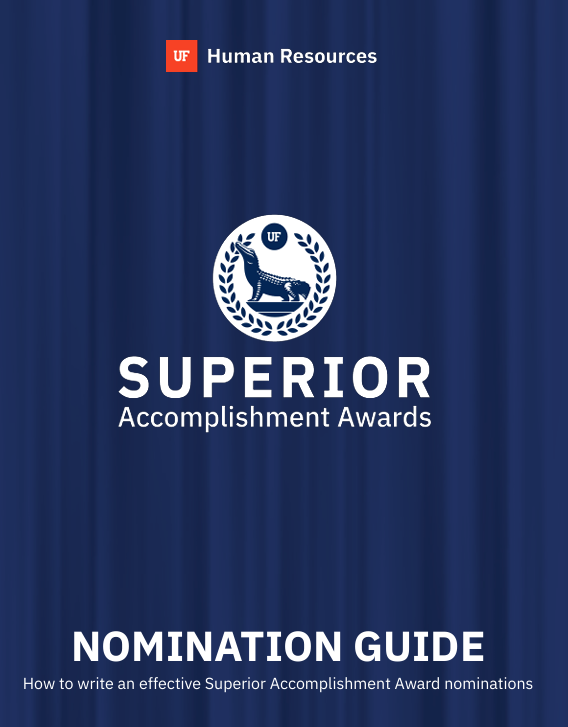 UF Human Resources
UF
SUPERIOR
Accomplishment Awards
NOMINATION GUIDE
How to write an effective Superior Accomplishment Award nominations